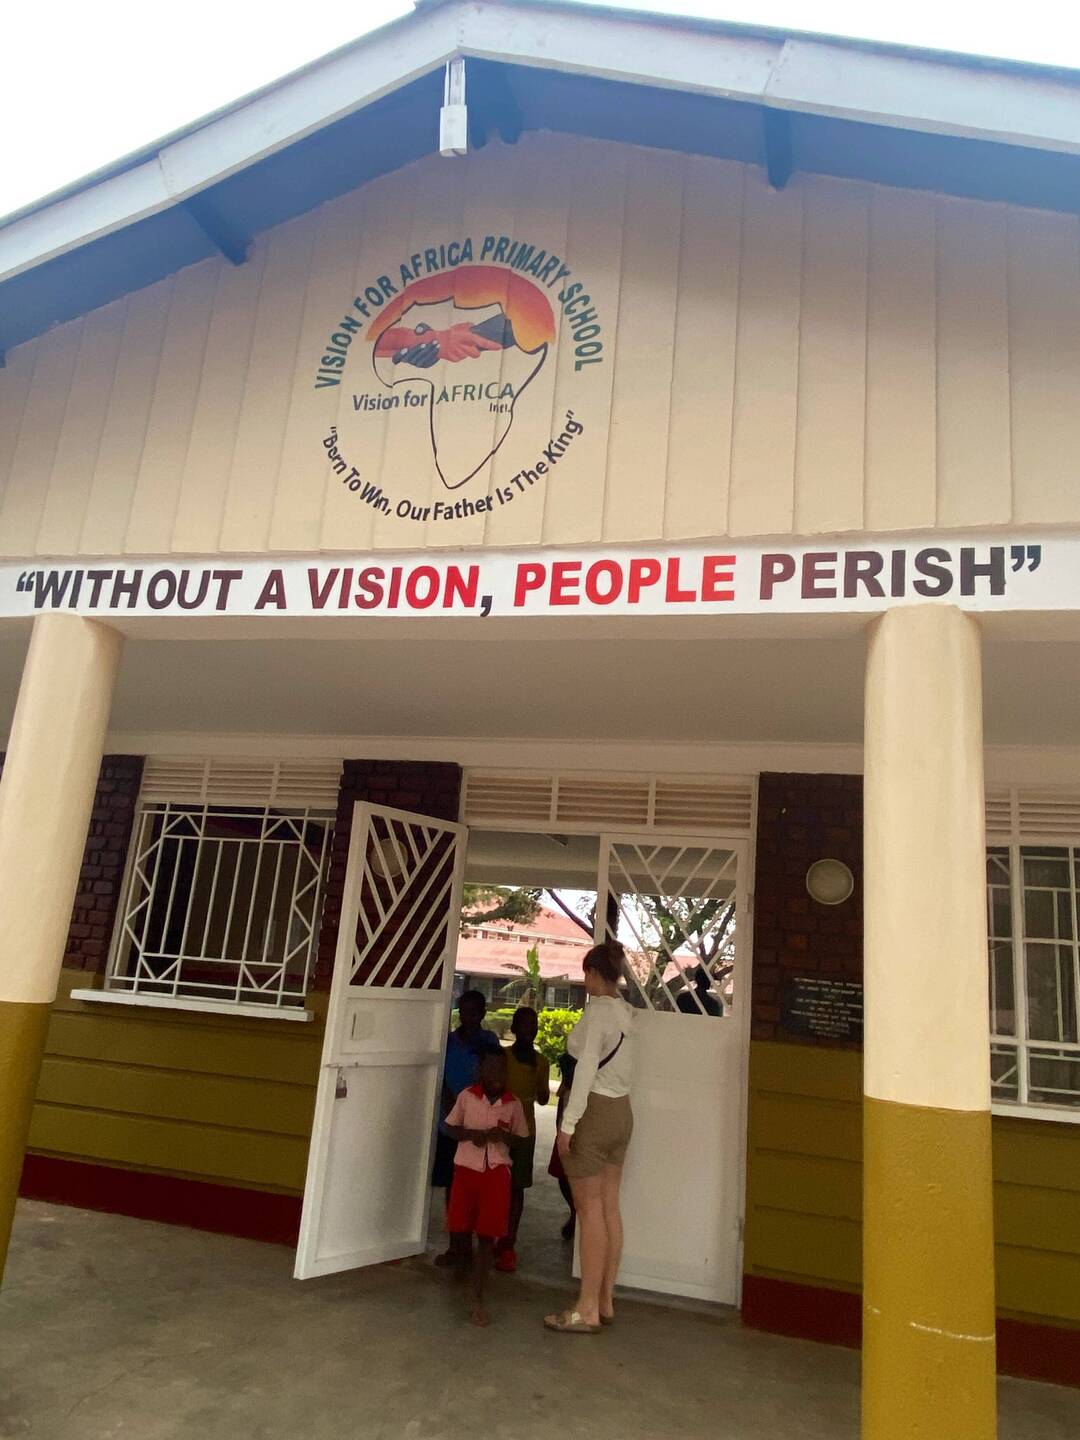 VISION FOR AFRICA PRIMARY SCHOOL
Vision for AFRICA
Intl.
"Born To Win, Our Father Is The King"
“WITHOUT A VISION, PEOPLE PERISH”